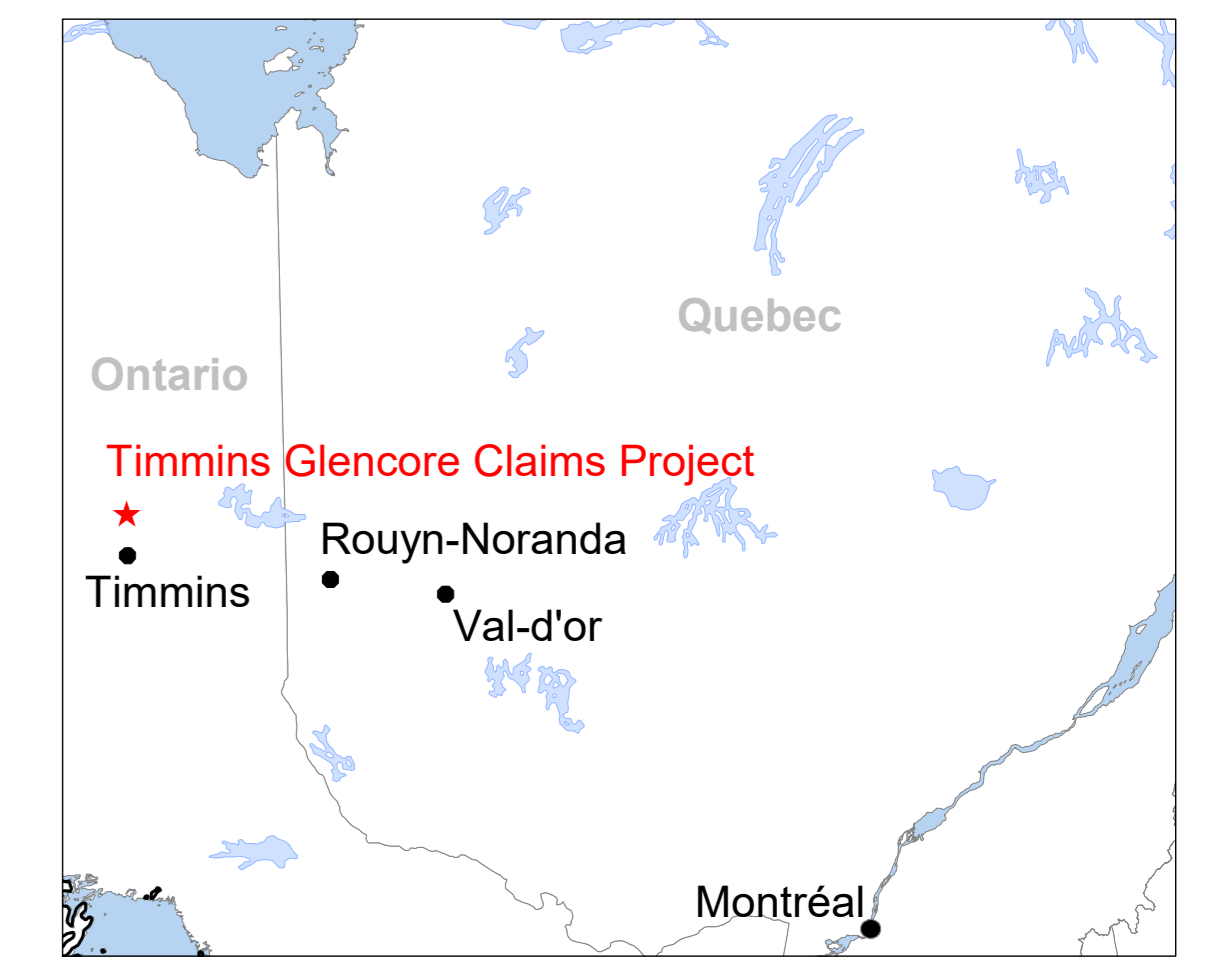 Quebec
Ontario
Timmins Glencore Claims Project
Rouyn-Noranda
Timmins
Val-d'or
Montréal